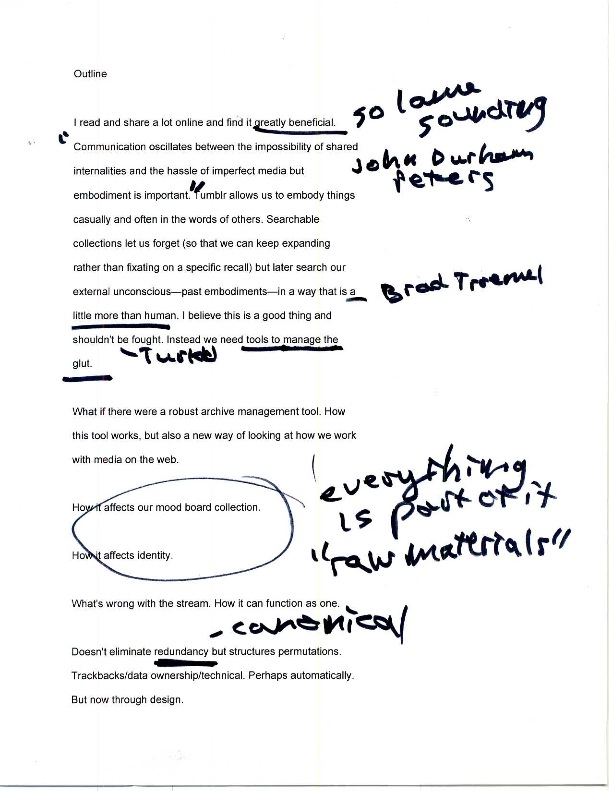 Outline
I read and share a lot online and find it greatly beneficial.
so lame
sounding
"Communication oscillates between the impossibility of shared
internalities and the hassle of imperfect media but
John Durham
Peters
embodiment is important." Tumblr allows us to embody things
casually and often in the words of others. Searchable
collections let us forget (so that we can keep expanding
rather than fixating on a specific recall) but later search our
external unconscious—past embodiments—in a way that is a
Brad Troemel
little more than human. I believe this is a good thing and
shouldn't be fought. Instead we need tools to manage the
glut.
- Turkel
What if there were a robust archive management tool. How
this tool works, but also a new way of looking at how we work
with media on the web.
How it affects our mood board collection.
How it affects identity.
everything
is part of it
"raw materials"
What's wrong with the stream. How it can function as one.
- canonical
Doesn't eliminate redundancy but structures permutations.
Trackbacks/data ownership/technical. Perhaps automatically.
But now through design.